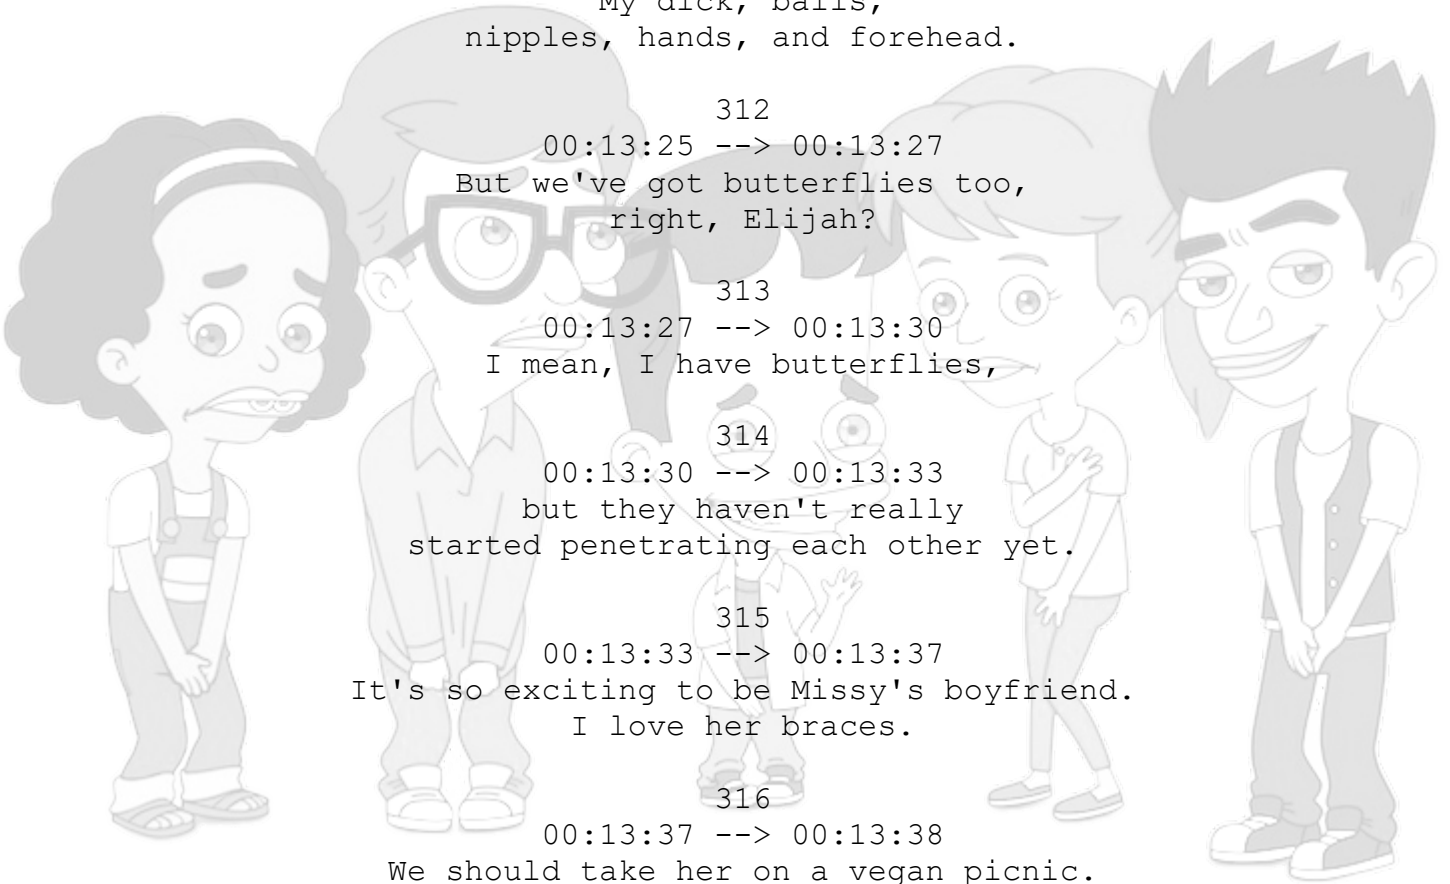 My dick, balls,
nipples, hands, and forehead.
312
00:13:25 --> 00:13:27
But we've got butterflies too,
right, Elijah?
313
00:13:27 --> 00:13:30
I mean, I have butterflies,
314
00:13:30 --> 00:13:33
but they haven't really
started penetrating each other yet.
315
00:13:33 --> 00:13:37
It's so exciting to be Missy's boyfriend.
I love her braces.
316
00:13:37 --> 00:13:38
We should take her on a vegan picnic.